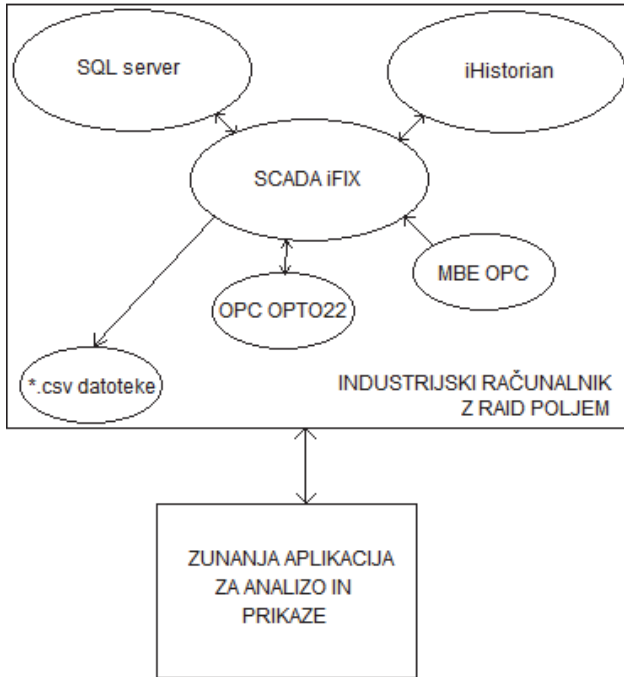 SQL server
iHistorian
SCADA iFIX
MBE OPC
OPC OPTO22
*.csv datoteke
INDUSTRIJSKI RAČUNALNIK
Z RAID POLJEM
ZUNANJA APLIKACIJA
ZA ANALIZO IN
PRIKAZE